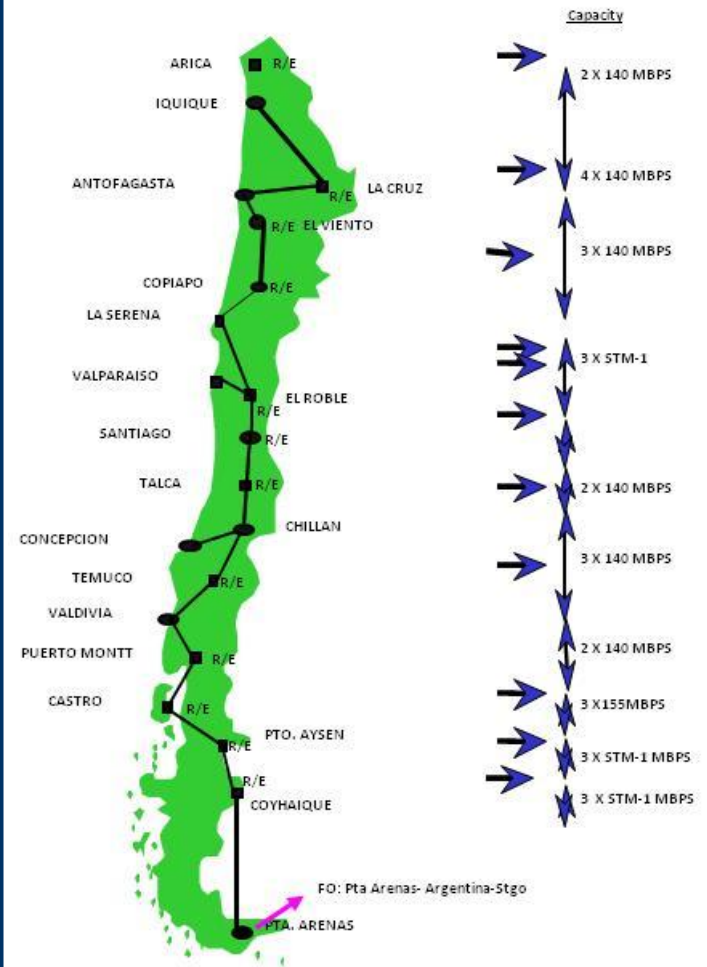 Capacity
ARICA R/E
2 X 140 MBPS
IQUIQUE
4 X 140 MBPS
ANTOFAGASTA
LA CRUZ
R/E
R/E EL VIENTO
3 X 140 MBPS
COPIAPO
R/E
LA SERENA
3 X STM-1
VALPARAISO
EL ROBLE
R/E
SANTIAGO
R/E
TALCA
R/E
2 X 140 MBPS
CHILLAN
CONCEPCION
3 X 140 MBPS
TEMUCO
R/E
VALDIVIA
PUERTO MONTT
R/E
2 X 140 MBPS
CASTRO
R/E
3 X155MBPS
PTO. AYSEN
R/E
3 X STM-1 MBPS
R/E
COYHAIQUE
3 X STM-1 MBPS
FO: Pta Arenas- Argentina-Stgo
PTA. ARENAS